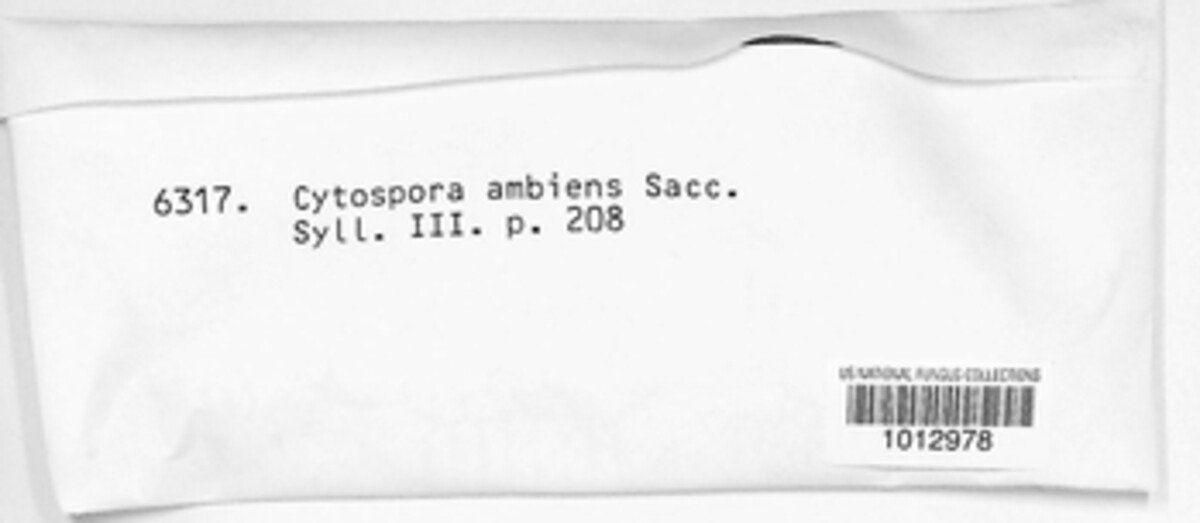 6317. Cytospora ambiens Sacc.
Syll. III. p. 208
US NATIONAL FUNGUS COLLECTIONS
1012978